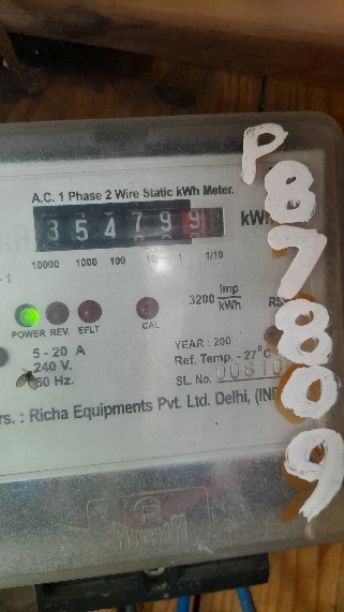 A.C. 1 Phase 2 Wire Static kWh Meter.
354799 kWh
10000 1000 100 10 1 1/10
3200 Imp/kWh
POWER REV. EFLT CAL
5 - 20 A
240 V.
50 Hz.
YEAR : 200
Ref. Temp. - 27°C
SL. No.
rs. : Richa Equipments Pvt. Ltd. Delhi, (IND
P87809